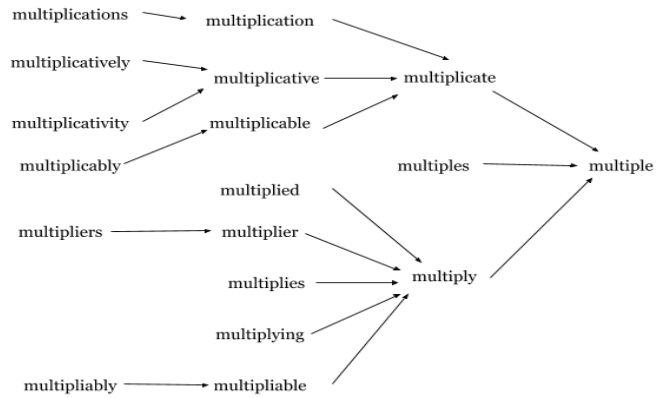 multiplications
multiplication
multiplicatively
multiplicative
multiplicate
multiplicativity
multiplicable
multiplicably
multiples
multiple
multiplied
multipliers
multiplier
multiplies
multiply
multiplying
multipliably
multipliable